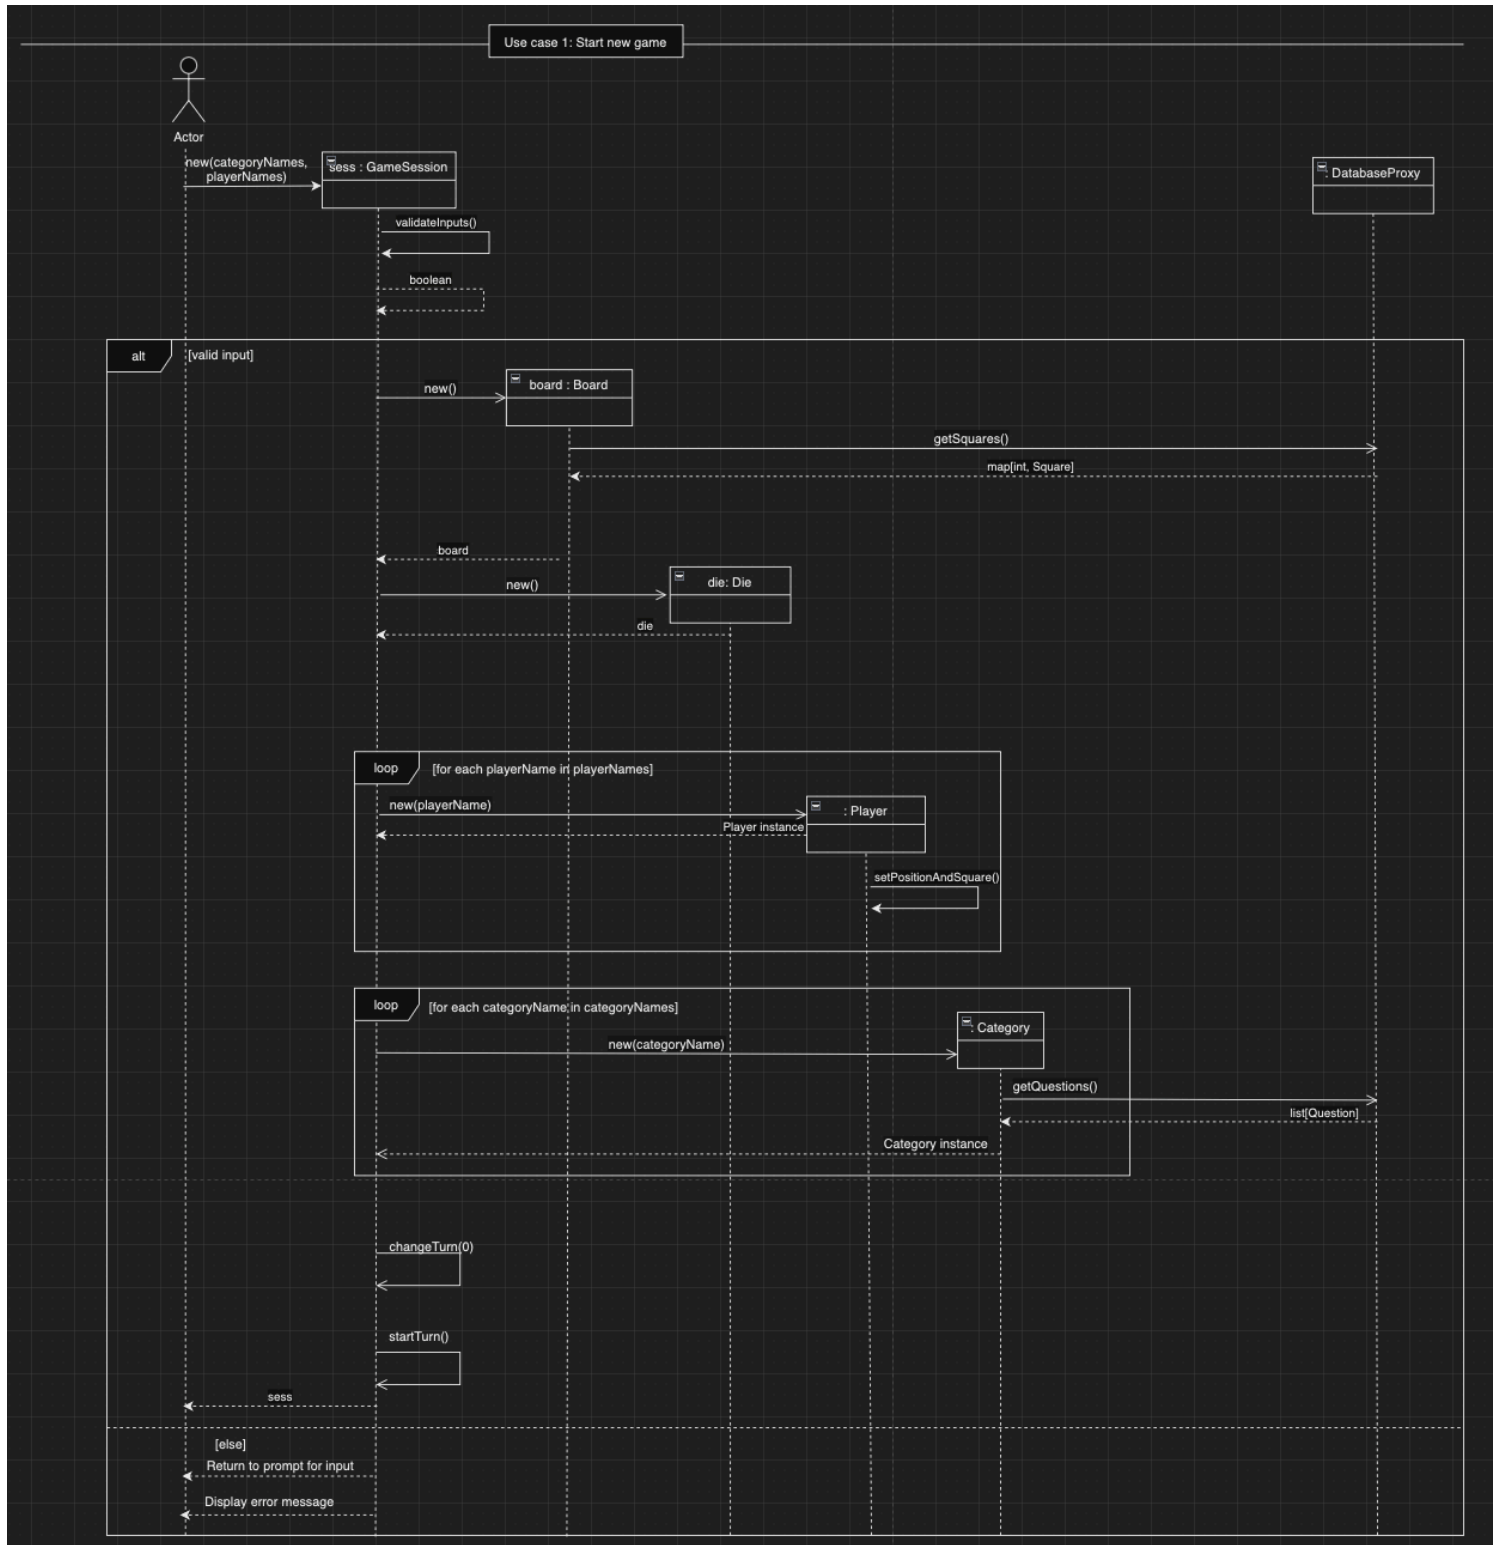 Use case 1: Start new game
Actor
new(categoryNames,
playerNames)
sess : GameSession
: DatabaseProxy
validateInputs()
boolean
alt
[valid input]
new()
board : Board
getSquares()
map[int, Square]
board
new()
die: Die
die
loop
[for each playerName in playerNames]
new(playerName)
: Player
Player instance
setPositionAndSquare()
loop
[for each categoryName in categoryNames]
: Category
new(categoryName)
getQuestions()
list[Question]
Category instance
changeTurn(0)
startTurn()
sess
[else]
Return to prompt for input
Display error message